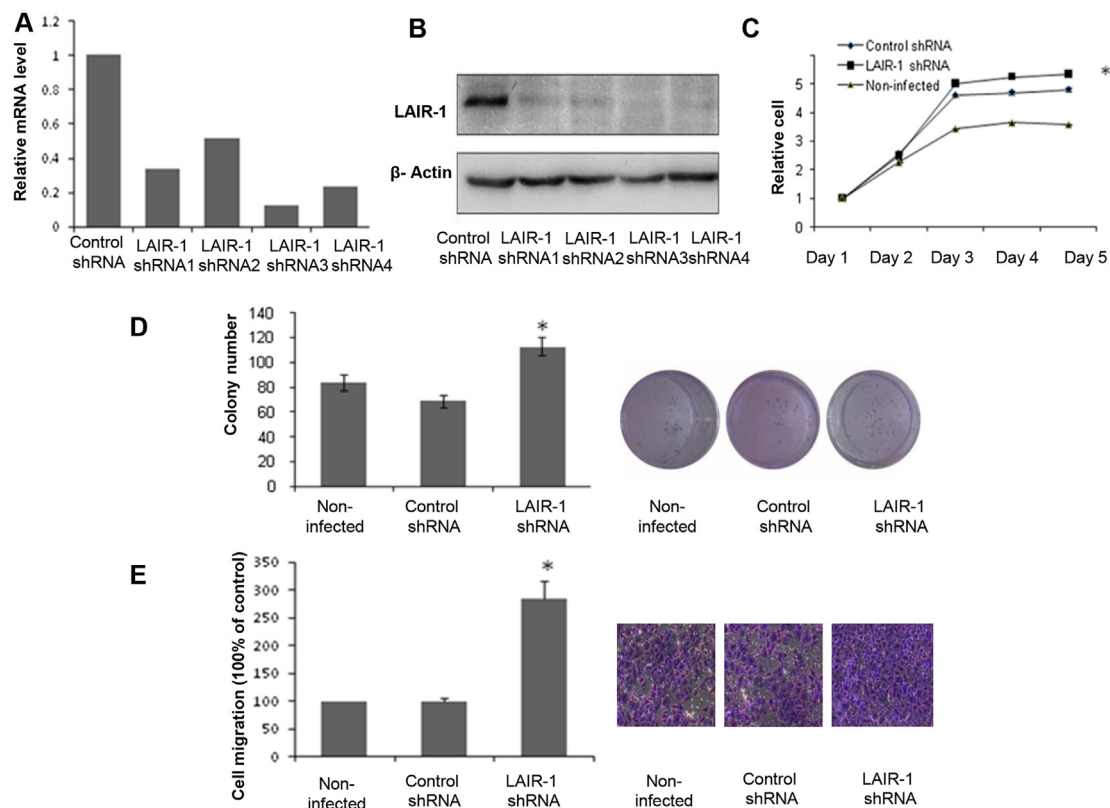 A
Relative mRNA level
1.2
1
0.8
0.6
0.4
0.2
0
Control shRNA
LAIR-1 shRNA1
LAIR-1 shRNA2
LAIR-1 shRNA3
LAIR-1 shRNA4
B
LAIR-1
β- Actin
Control shRNA
LAIR-1 shRNA1
LAIR-1 shRNA2
LAIR-1 shRNA3
LAIR-1 shRNA4
C
Relative cell
Control shRNA
LAIR-1 shRNA
Non-infected
*
5
4
3
2
1
0
Day 1 Day 2 Day 3 Day 4 Day 5
D
Colony number
140
120
100
80
60
40
20
0
*
Non-
infected
Control
shRNA
LAIR-1
shRNA
Non-
infected
Control
shRNA
LAIR-1
shRNA
E
Cell migration (100% of control)
350
300
250
200
150
100
50
0
*
Non-
infected
Control
shRNA
LAIR-1
shRNA
Non-
infected
Control
shRNA
LAIR-1
shRNA